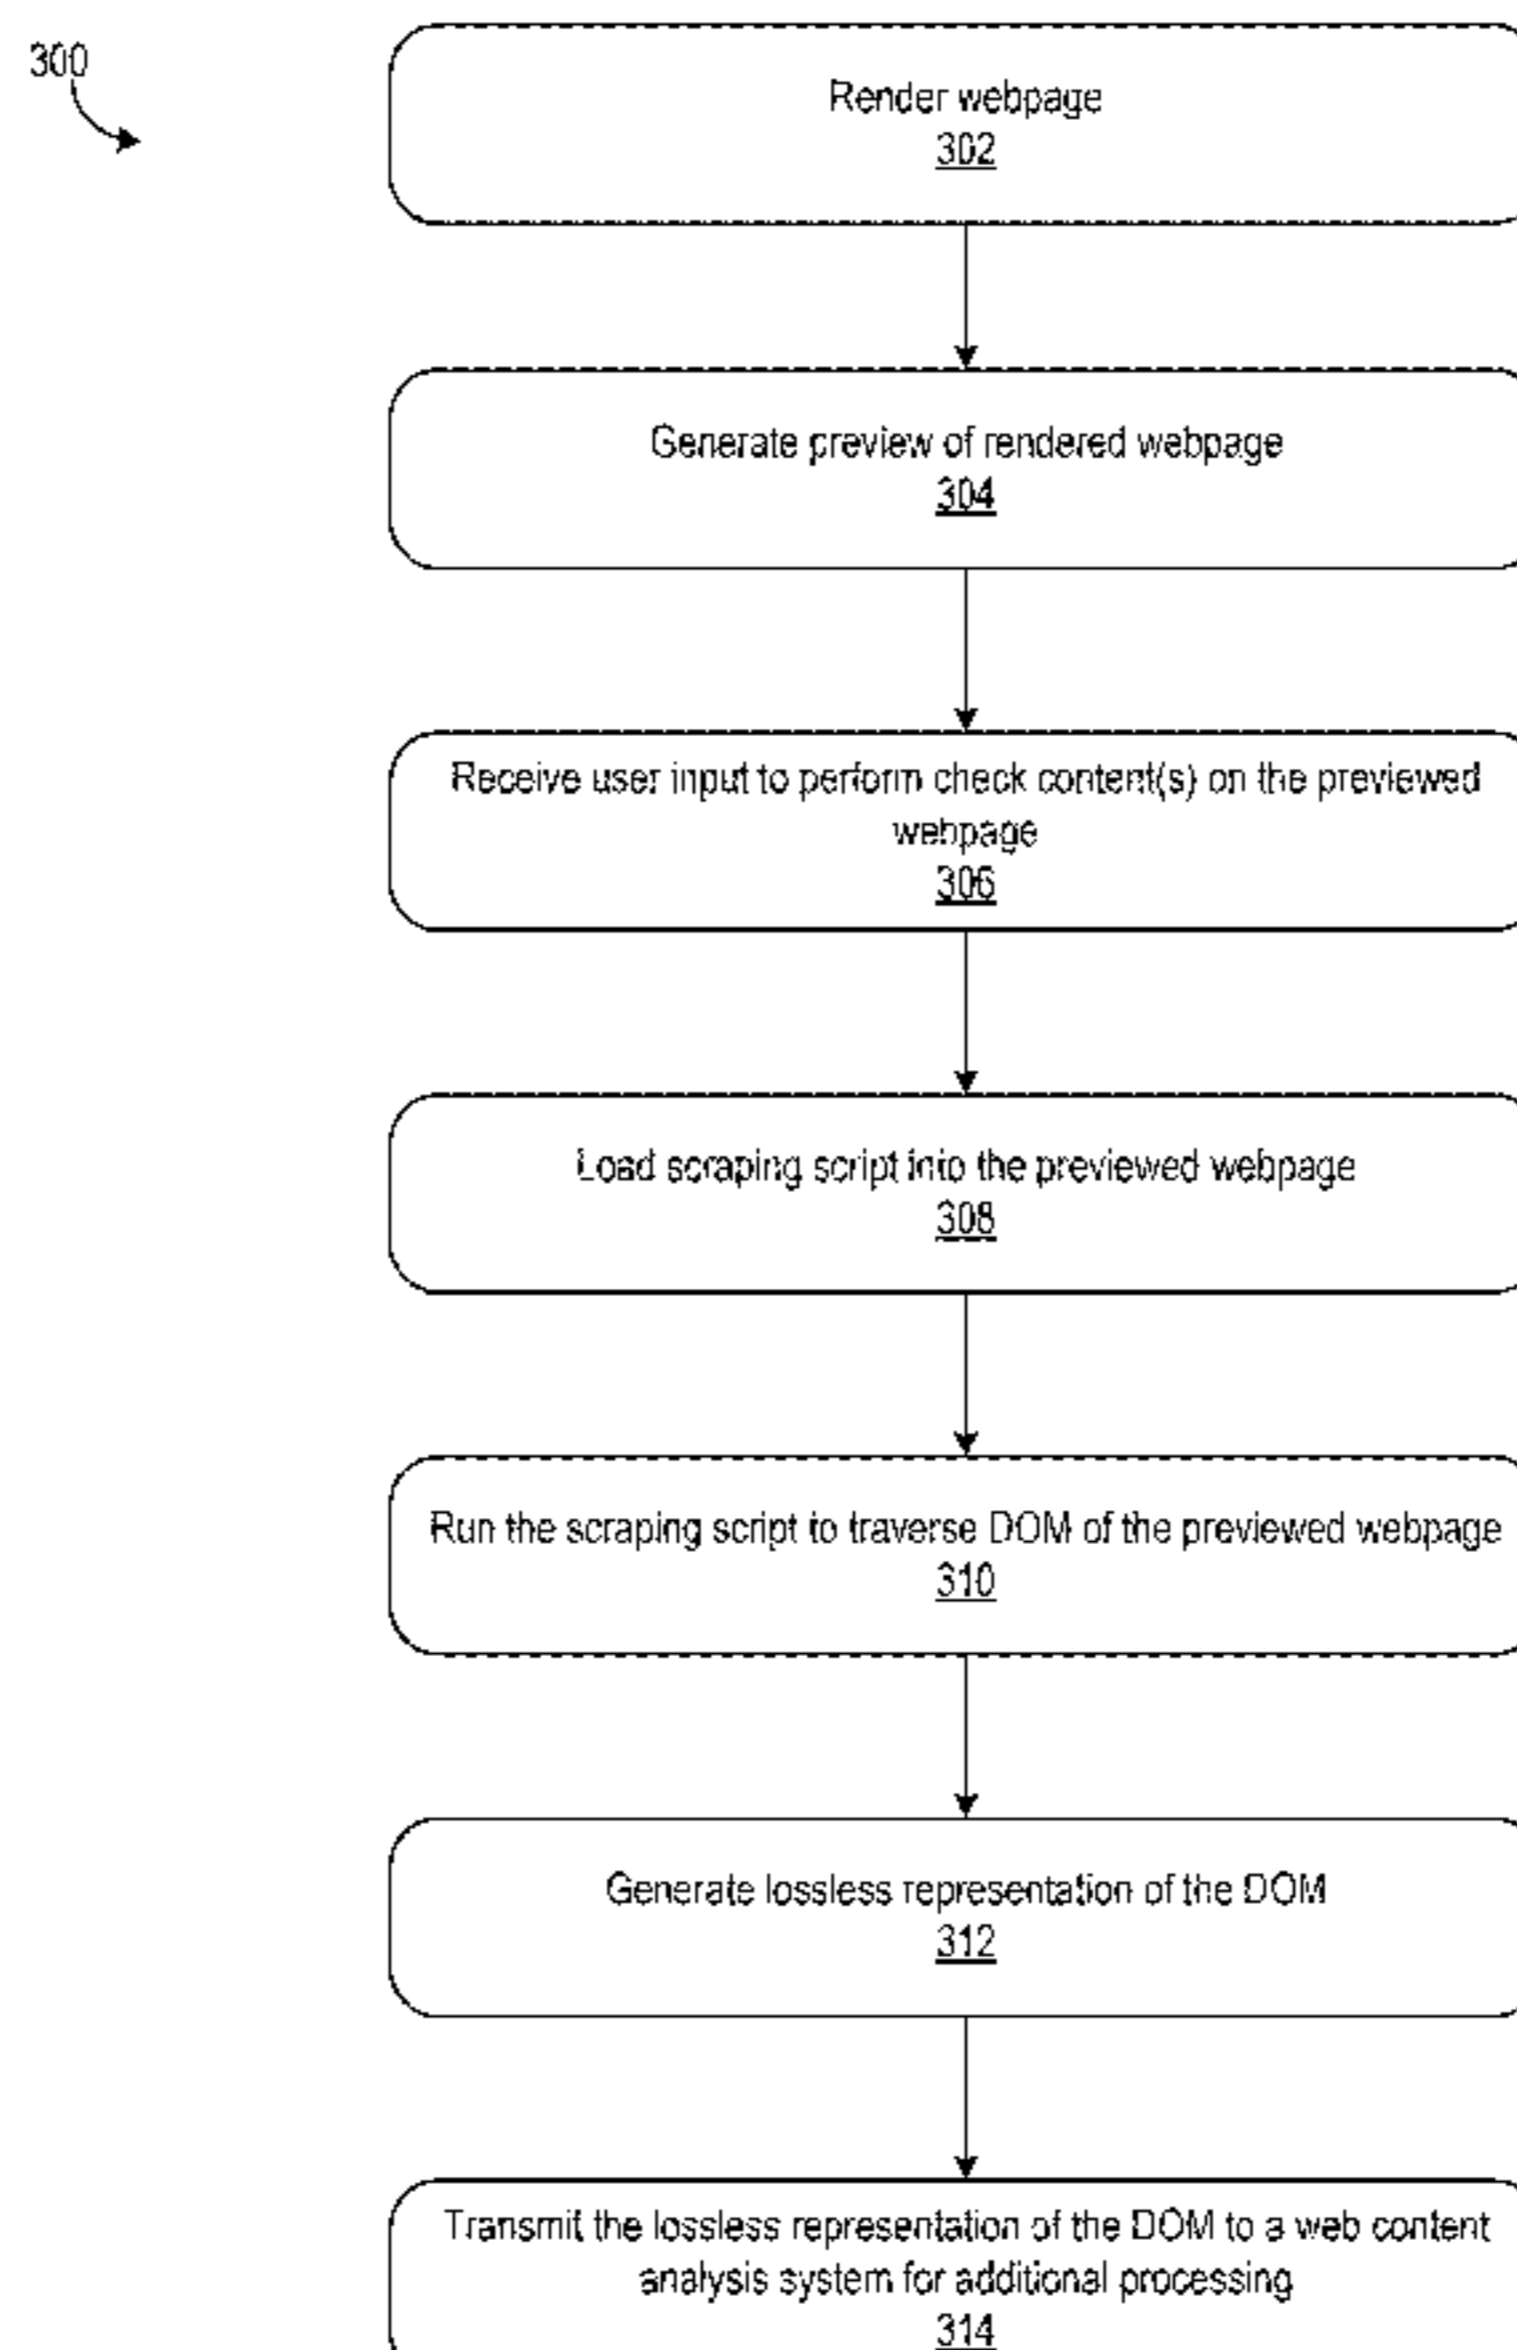 300
Render webpage
302
Generate preview of rendered webpage
304
Receive user input to perform check content(s) on the previewed
webpage
306
Load scraping script into the previewed webpage
308
Run the scraping script to traverse DOM of the previewed webpage
310
Generate lossless representation of the DOM
312
Transmit the lossless representation of the DOM to a web content
analysis system for additional processing
314